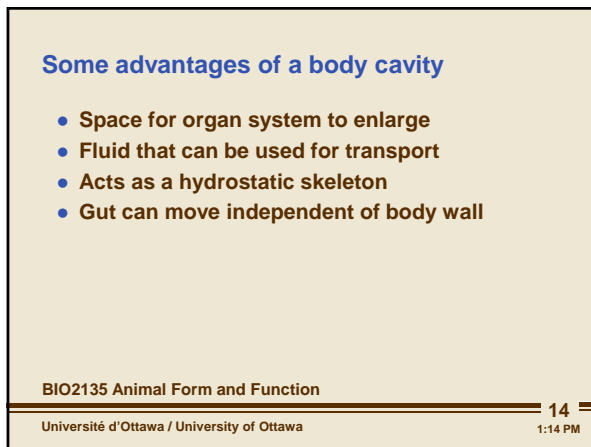 Some advantages of a body cavity
● Space for organ system to enlarge
● Fluid that can be used for transport
● Acts as a hydrostatic skeleton
● Gut can move independent of body wall
BIO2135 Animal Form and Function
14
Université d'Ottawa / University of Ottawa
1:14 PM